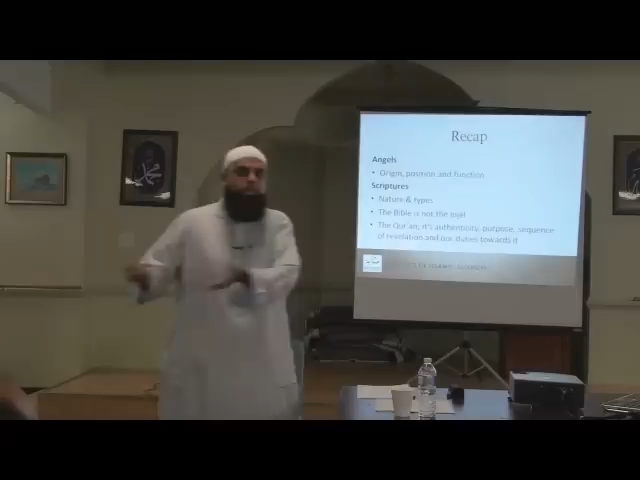 Recap
Angels
• Origin, position and function
Scriptures
• Nature & types
• The Bible is not the Injil
• The Qur'an; it's authenticity, purpose, sequence
of revelation and our duties towards it
محمد